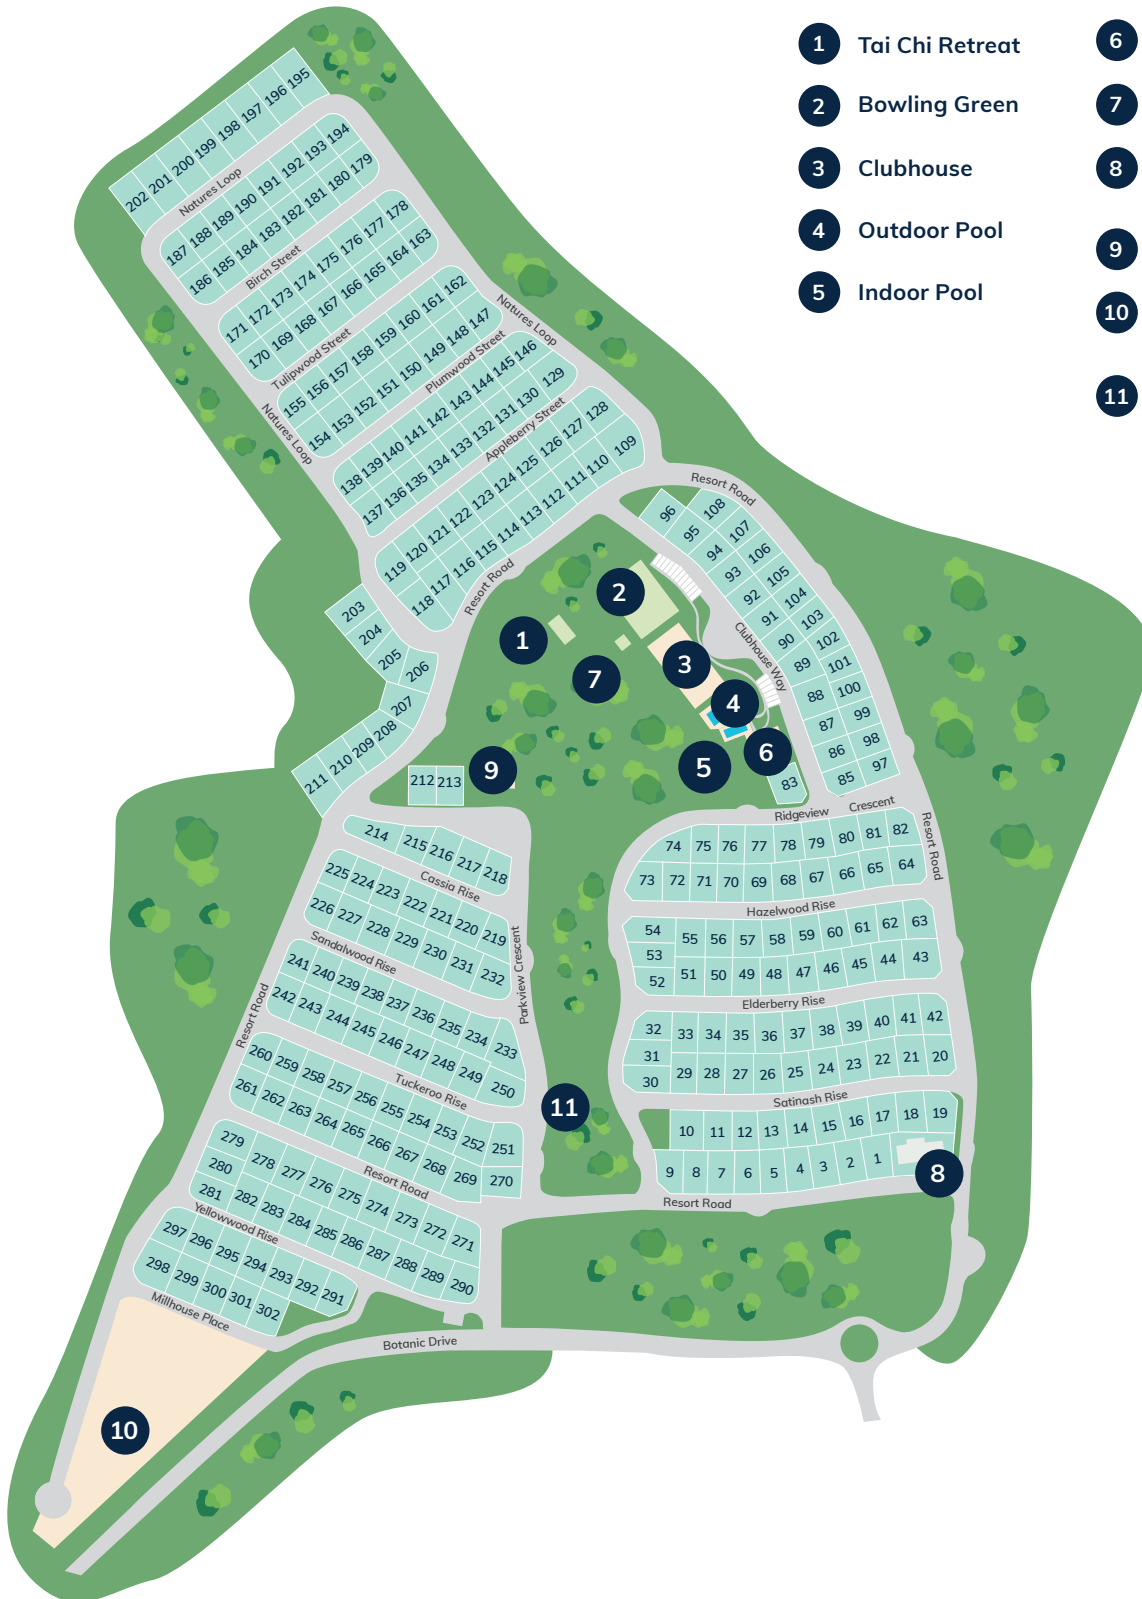 1 Tai Chi Retreat 6
2 Bowling Green 7
3 Clubhouse 8
4 Outdoor Pool 9
5 Indoor Pool 10
11
202 201 200 199 198 197 196 195
Natures Loop
187 188 189 190 191 192 193 194
186 185 184 183 182 181 180 179
Birch Street
171 172 173 174 175 176 177 178
170 169 168 167 166 165 164 163
Tulipwood Street
155 156 157 158 159 160 161 162
154 153 152 151 150 149 148 147
Natures Loop
Natures Loop
Plumwood Street
138 139 140 141 142 143 144 145 146
137 136 135 134 133 132 131 130 129
Appleberry Street
119 120 121 122 123 124 125 126 127 128
118 117 116 115 114 113 112 111 110 109
Resort Road
Resort Road
96 95 94 93 92 91 90 89 88 87 86 85
108 107 106 105 104 103 102 101 100 99 98 97
Clubhouse Way
2
1
3
7
4
6
5
9
83
203
204
205
206
207
211 210 209 208
212 213
Ridgeview Crescent
Resort Road
74 75 76 77 78 79 80 81 82
73 72 71 70 69 68 67 66 65 64
Hazelwood Rise
54 55 56 57 58 59 60 61 62 63
53
52 51 50 49 48 47 46 45 44 43
Elderberry Rise
32 33 34 35 36 37 38 39 40 41 42
31
30 29 28 27 26 25 24 23 22 21 20
Satinash Rise
10 11 12 13 14 15 16 17 18 19
9 8 7 6 5 4 3 2 1
8
Resort Road
214 215 216 217 218
Cassia Rise
225 224 223 222 221 220 219
226 227 228 229 230 231 232
Sandalwood Rise
Parkview Crescent
241 240 239 238 237 236 235 234 233
242 243 244 245 246 247 248 249 250
Resort Road
Tuckeroo Rise
11
260 259 258 257 256 255 254 253 252 251
261 262 263 264 265 266 267 268 269 270
Resort Road
279 278 277 276 275 274 273 272 271
280
281 282 283 284 285 286 287 288 289 290
Yellowwood Rise
297 296 295 294 293 292 291
298 299 300 301 302
Millhouse Place
Botanic Drive
10